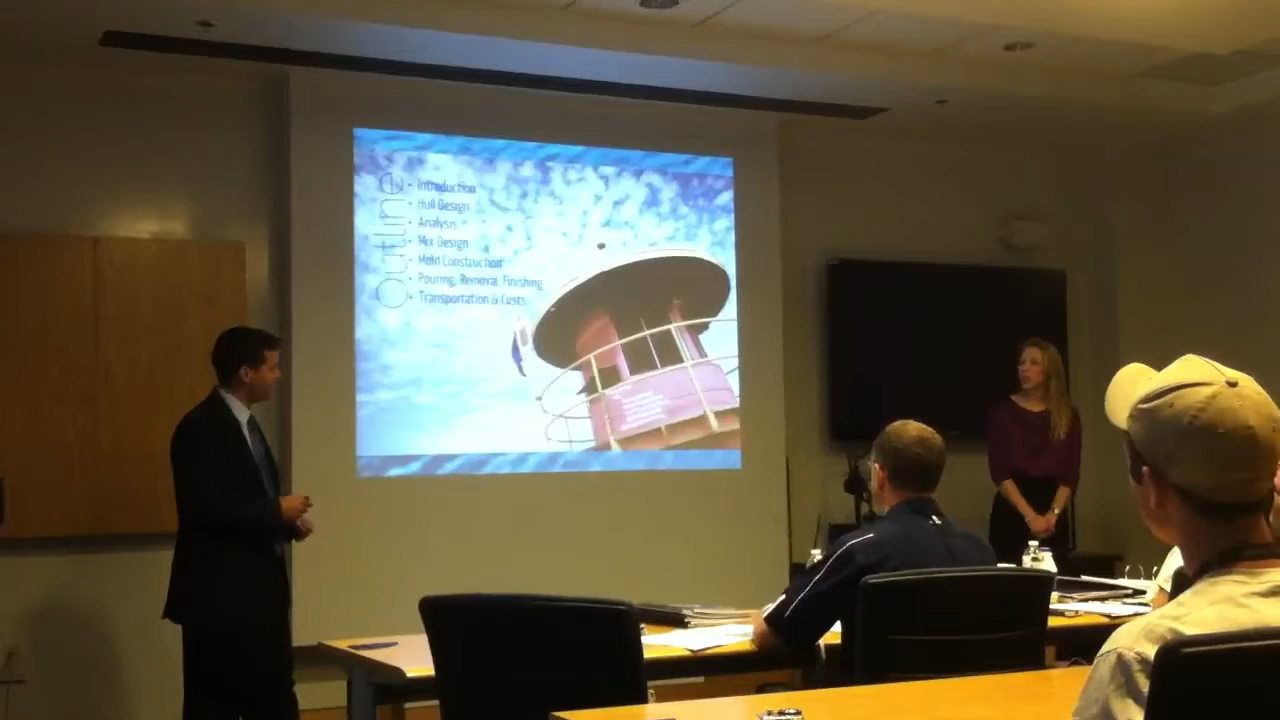 Outline
• Introduction
• Hull Design
• Analysis
• Mix Design
• Mold Construction
• Pouring, Removal, Finishing
• Transportation & Costs